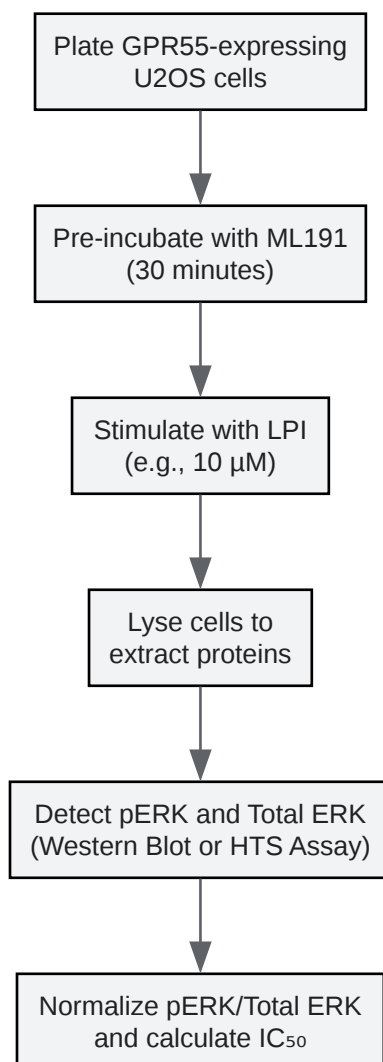 Plate GPR55-expressing
U2OS cells
Pre-incubate with ML191
(30 minutes)
Stimulate with LPI
(e.g., 10 µM)
Lyse cells to
extract proteins
Detect pERK and Total ERK
(Western Blot or HTS Assay)
Normalize pERK/Total ERK
and calculate IC₅₀